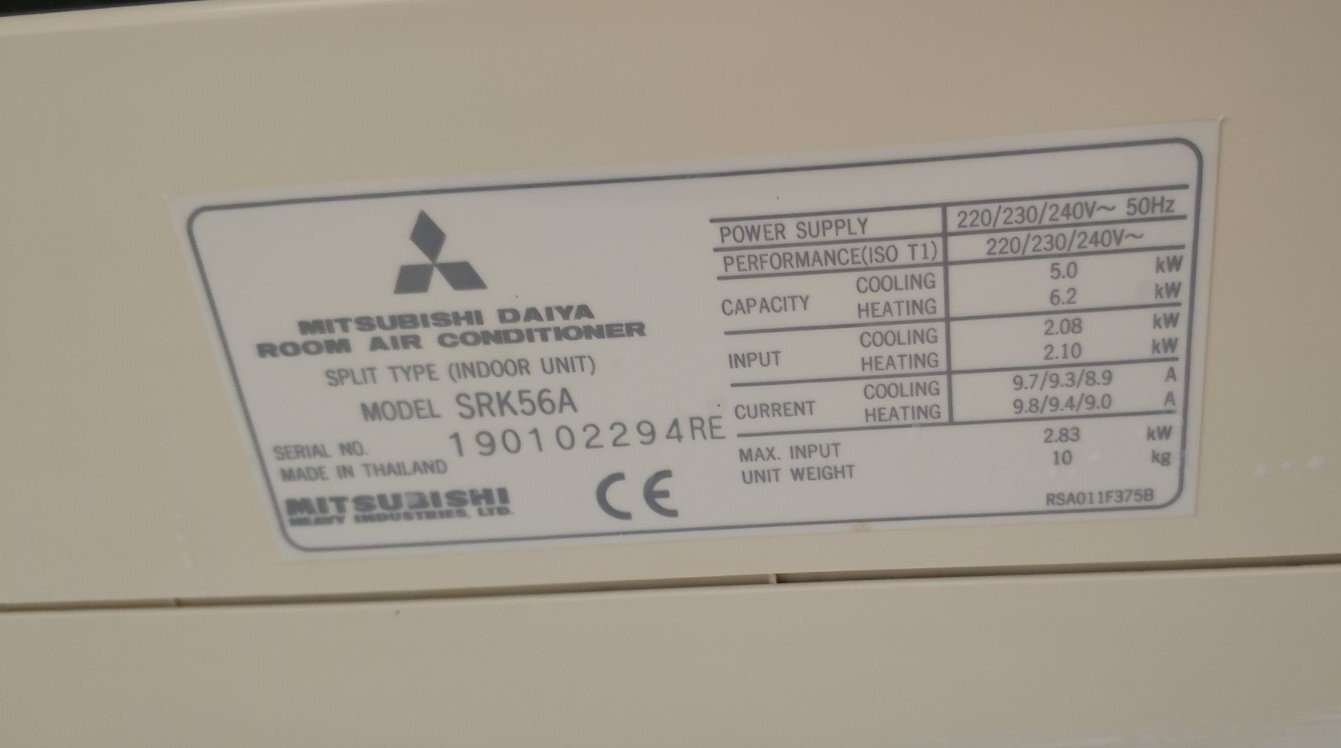 MITSUBISHI DAIYA
ROOM AIR CONDITIONER
SPLIT TYPE (INDOOR UNIT)
MODEL SRK56A
SERIAL NO. 190102294RE
MADE IN THAILAND
MITSUBISHI
HEAVY INDUSTRIES, LTD.
CE
POWER SUPPLY 220/230/240V~ 50Hz
PERFORMANCE(ISO T1) 220/230/240V~
CAPACITY COOLING 5.0 kW
HEATING 6.2 kW
INPUT COOLING 2.08 kW
HEATING 2.10 kW
CURRENT COOLING 9.7/9.3/8.9 A
HEATING 9.8/9.4/9.0 A
MAX. INPUT 2.83 kW
UNIT WEIGHT 10 kg
RSA011F375B